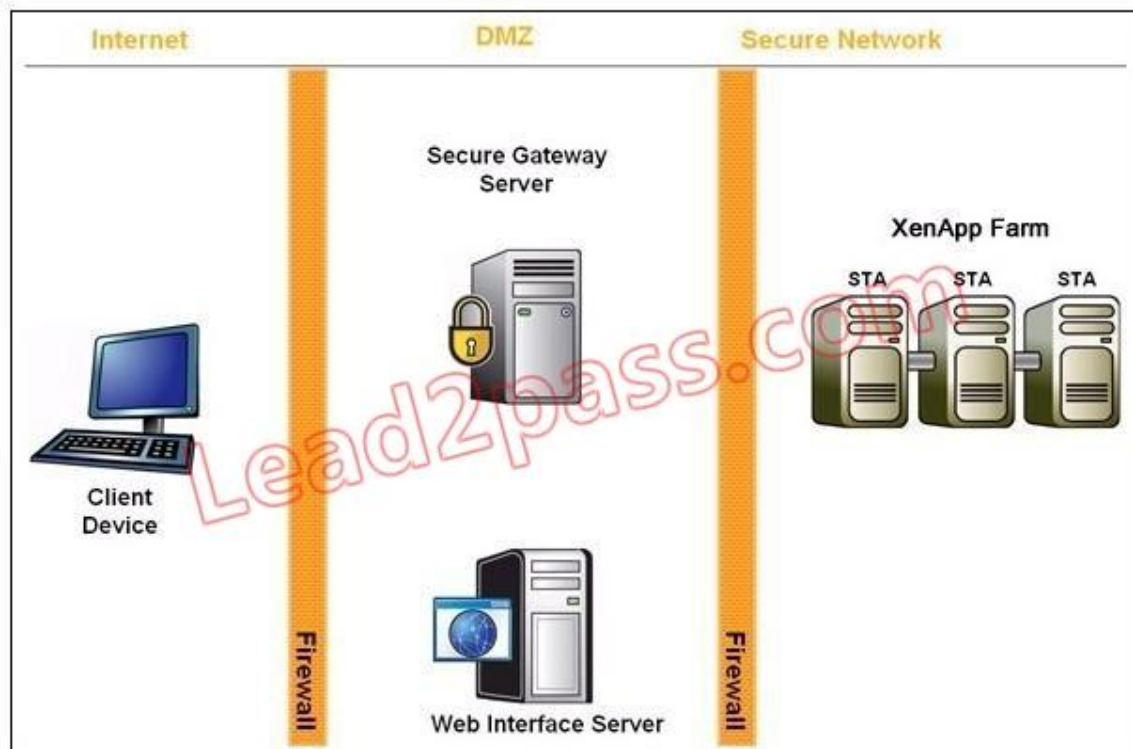 Internet
DMZ
Secure Network
Secure Gateway
Server
XenApp Farm
STA
STA
STA
Client
Device
Lead2pass.com
Firewall
Firewall
Web Interface Server